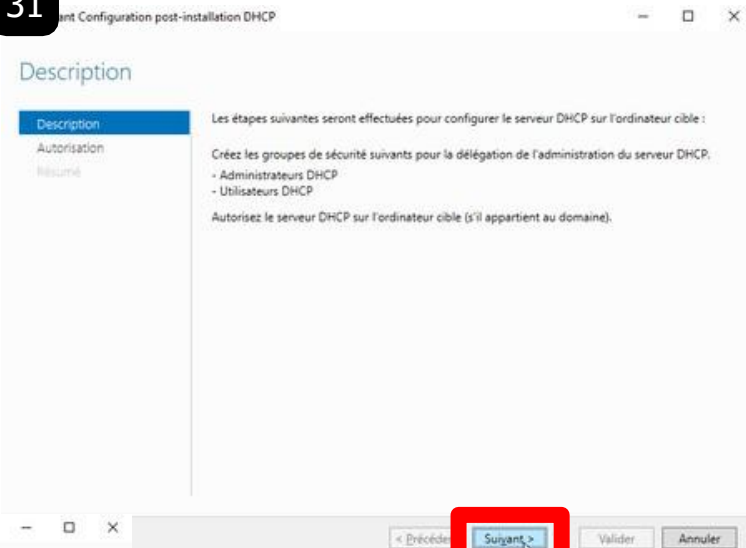 31
ant Configuration post-installation DHCP
Description
Description
Autorisation
Résumé
Les étapes suivantes seront effectuées pour configurer le serveur DHCP sur l'ordinateur cible :
Créez les groupes de sécurité suivants pour la délégation de l'administration du serveur DHCP.
- Administrateurs DHCP
- Utilisateurs DHCP
Autorisez le serveur DHCP sur l'ordinateur cible (s'il appartient au domaine).
< Précéde Suivant > Valider Annuler